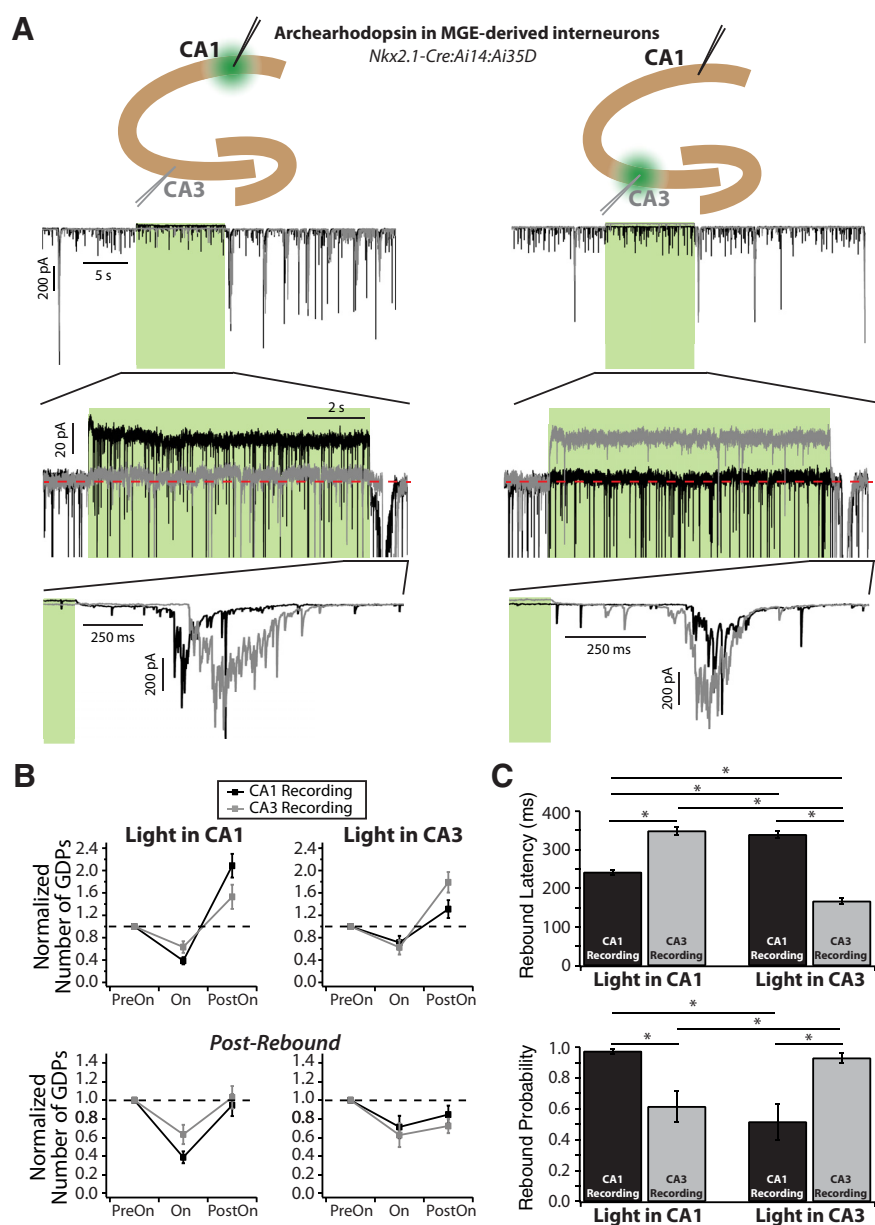 A
Archearhodopsin in MGE-derived interneurons
Nkx2.1-Cre:Ai14:Ai35D
CA1
CA3
CA1
CA3
200 pA
5 s
20 pA
2 s
250 ms
200 pA
250 ms
200 pA
B
CA1 Recording
CA3 Recording
Light in CA1
Light in CA3
Normalized
Number of GDPs
2.4
2.0
1.6
1.2
0.8
0.4
0.0
PreOn On PostOn
2.4
2.0
1.6
1.2
0.8
0.4
0.0
PreOn On PostOn
Post-Rebound
Normalized
Number of GDPs
1.4
1.2
1.0
0.8
0.6
0.4
0.2
0.0
PreOn On PostOn
1.4
1.2
1.0
0.8
0.6
0.4
0.2
0.0
PreOn On PostOn
C
Rebound Latency (ms)
400
350
300
250
200
150
100
50
0
* * * * *
CA1
Recording
CA3
Recording
CA1
Recording
CA3
Recording
Light in CA1 Light in CA3
Rebound Probability
1.0
0.8
0.6
0.4
0.2
0.0
* * * *
CA1
Recording
CA3
Recording
CA1
Recording
CA3
Recording
Light in CA1 Light in CA3